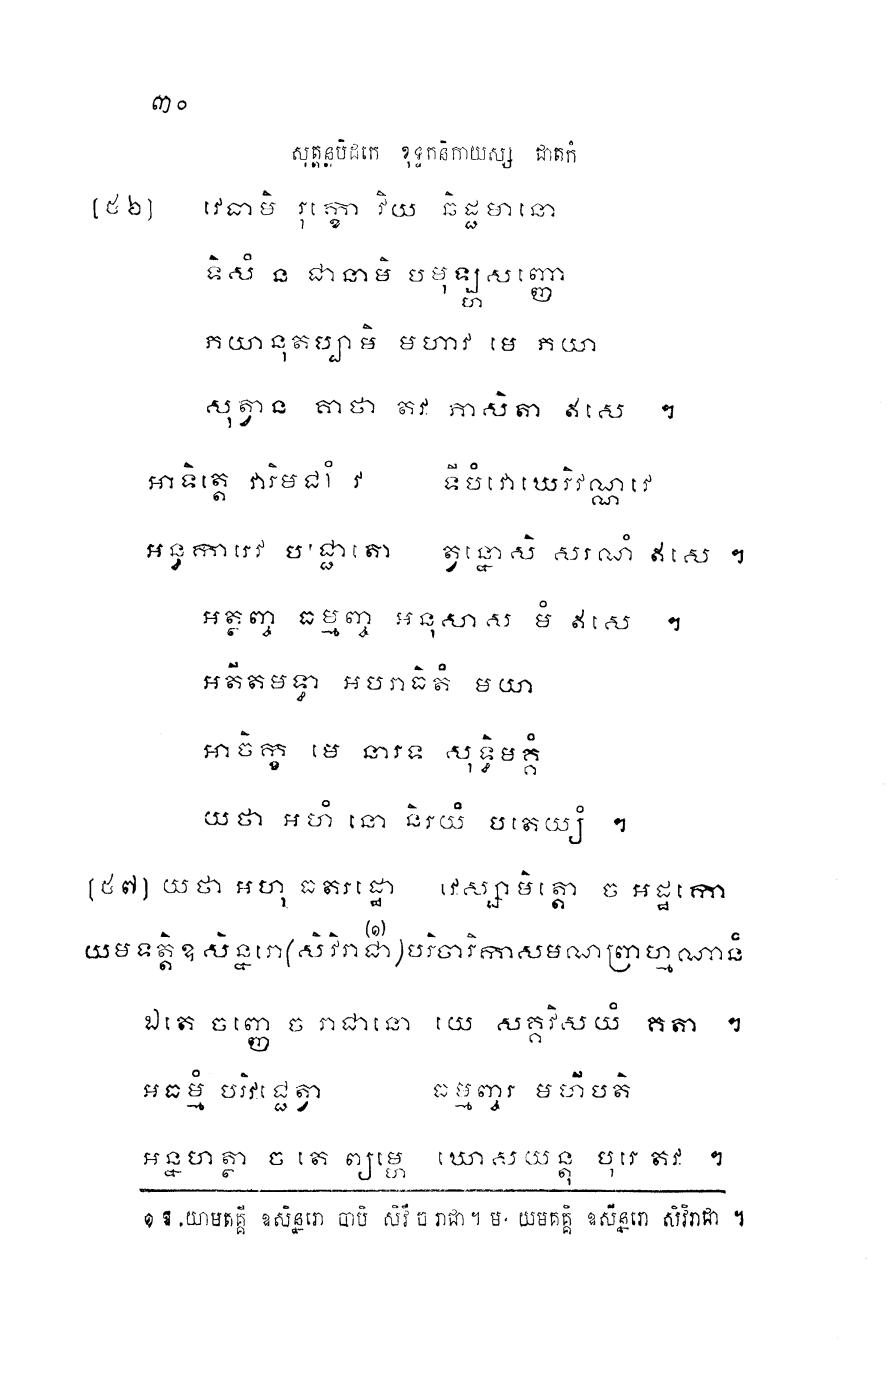 ៣០
សុត្តន្តបិដកេ ខុទ្ទកនិកាយស្ស ជាតកំ
[៥៦] វេធាមិ រុក្ខោ វិយ ឆិជ្ជមានោ
ទិសំ ន ជានាមិ បមុឡ្ហសញ្ញោ
ភយានុតប្បាមិ មហាវ មេ ភយា
សុត្វាន គាថា តវ ភាសិតា ឥសេ ។
អាទិត្តេ វារិមជ្ឈំ វ ទីបំវោឃេរិវណ្ណវេ
អន្ធការេវ បជ្ជោតោ ត្វន្នោសិ សរណំ ឥសេ ។
អត្ថញ្ច ធម្មញ្ច អនុសាស មំ ឥសេ ។
អតីតមទ្ធា អបរាធិតំ មយា
អាចិក្ខ មេ នារទ សុទ្ធិមគ្គំ
យថា អហំ នោ និរយំ បតេយ្យំ ។
[៥៧] យថា អហុ ធតរដ្ឋោ វេស្សាមិត្តោ ច អដ្ឋកោ
យមទត្តិឧសិន្នរោ(សិវិរាជា)(១)បរិចារិកាសមណព្រាហ្មណានំ
ឯតេ ចញ្ញេ ច រាជានោ យេ សគ្គវិសយំ គតា ។
អធម្មំ បរិវជ្ជេត្វា ធម្មញ្ចរ មហីបតិ
អន្នហត្ថា ច តេ ព្យម្ហេ ឃោសយន្តុ បុរេ តវ ។
១ ឱ.យាមតគ្គី ឧសិន្នរោ បាបិ សិវី ច រាជា។ ម. យមតគ្គិ ឧសីន្នរោ សិវិរាជា ។